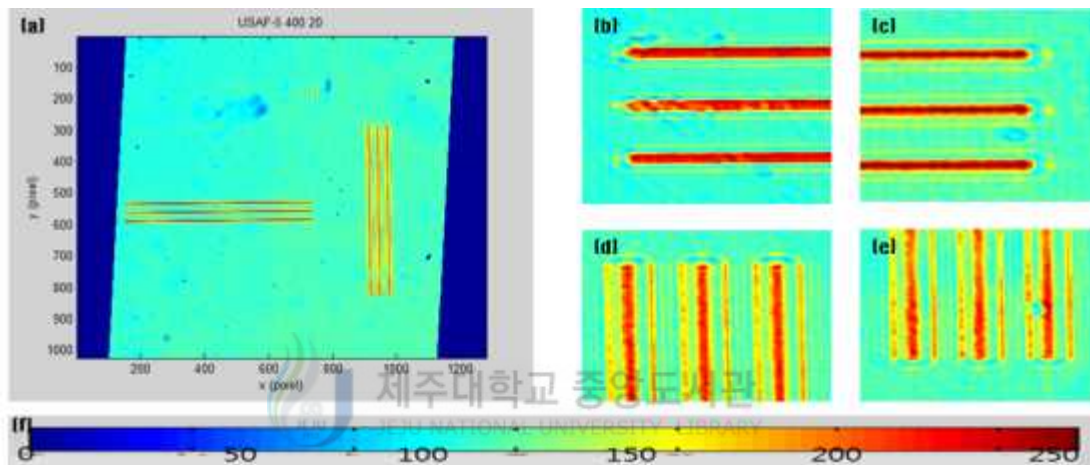 [a]
USAF-II 400 20
100
200
300
400
500
600
700
800
900
1000
y (pixel)
200 400 600 800 1000 1200
x (pixel)
[b]
[c]
[d]
[e]
제주대학교 중앙도서관
JEJU NATIONAL UNIVERSITY LIBRARY
[f]
0 50 100 150 200 250